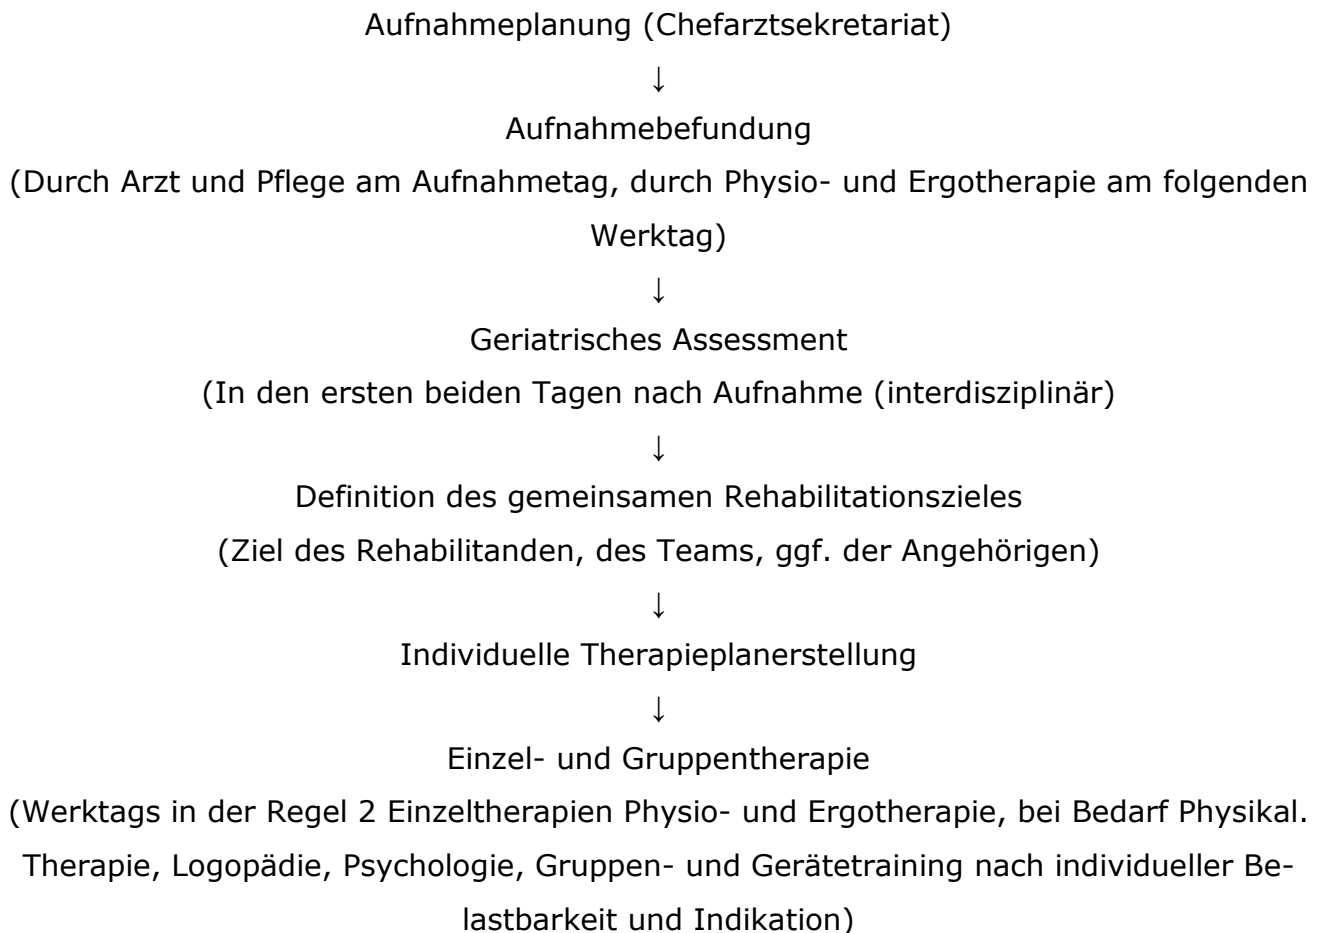 Aufnahmeplanung (Chefarztsekretariat)
↓
Aufnahmebefundung
(Durch Arzt und Pflege am Aufnahmetag, durch Physio- und Ergotherapie am folgenden
Werktag)
↓
Geriatrisches Assessment
(In den ersten beiden Tagen nach Aufnahme (interdisziplinär)
↓
Definition des gemeinsamen Rehabilitationszieles
(Ziel des Rehabilitanden, des Teams, ggf. der Angehörigen)
↓
Individuelle Therapieplanerstellung
↓
Einzel- und Gruppentherapie
(Werktags in der Regel 2 Einzeltherapien Physio- und Ergotherapie, bei Bedarf Physikal.
Therapie, Logopädie, Psychologie, Gruppen- und Gerätetraining nach individueller Be-
lastbarkeit und Indikation)